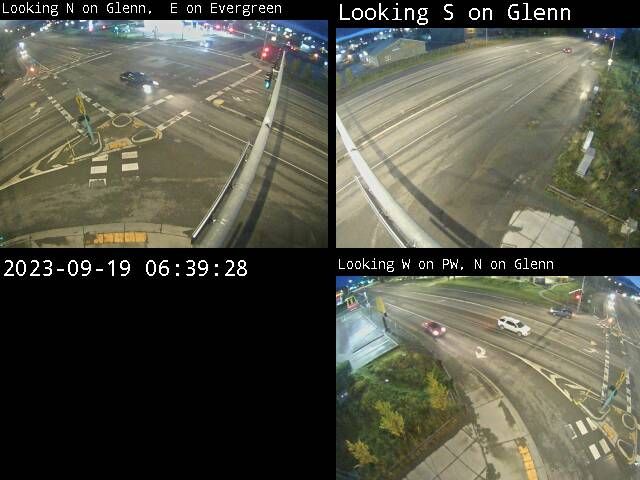 Looking N on Glenn,  E on Evergreen
Looking S on Glenn
2023-09-19 06:39:28
Looking W on PW, N on Glenn